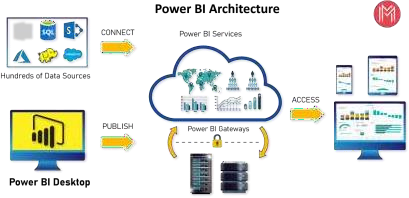 Power BI Architecture
CONNECT
Power BI Services
SQL
S
Hundreds of Data Sources
ACCESS
PUBLISH
Power BI Gateways
Power BI Desktop